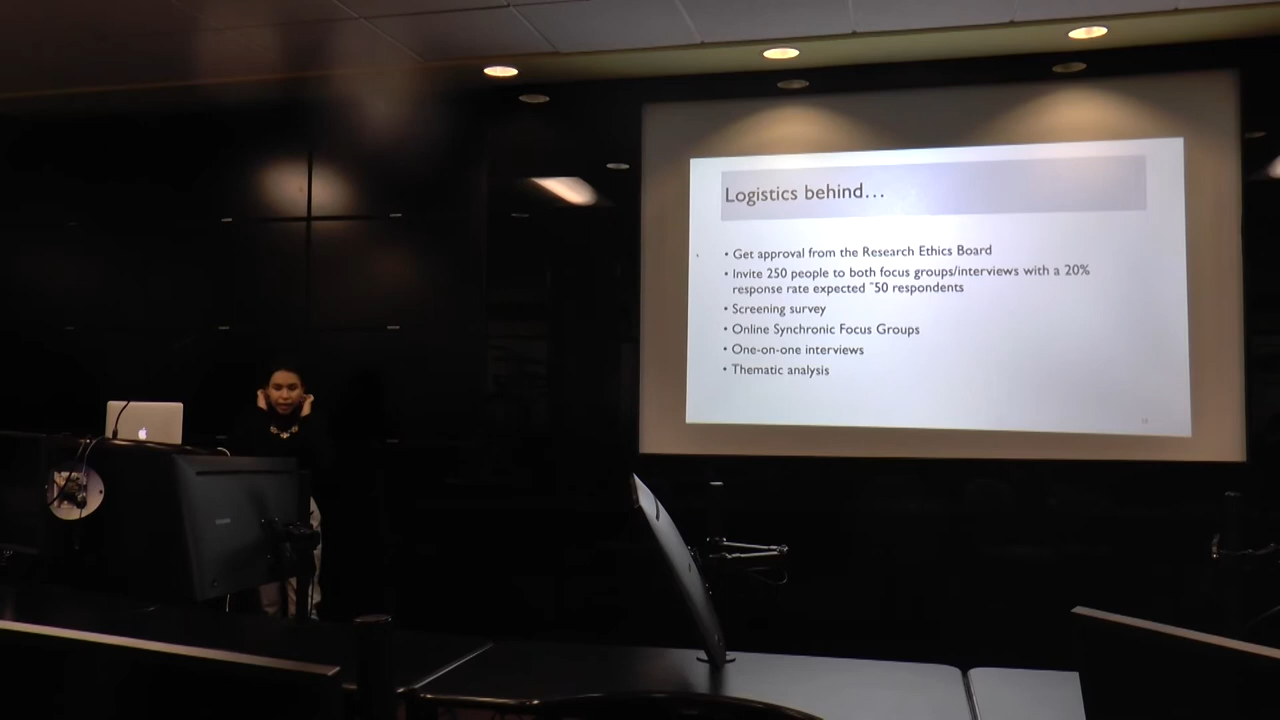 Logistics behind...
• Get approval from the Research Ethics Board
• Invite 250 people to both focus groups/interviews with a 20%
response rate expected ~50 respondents
• Screening survey
• Online Synchronic Focus Groups
• One-on-one interviews
• Thematic analysis